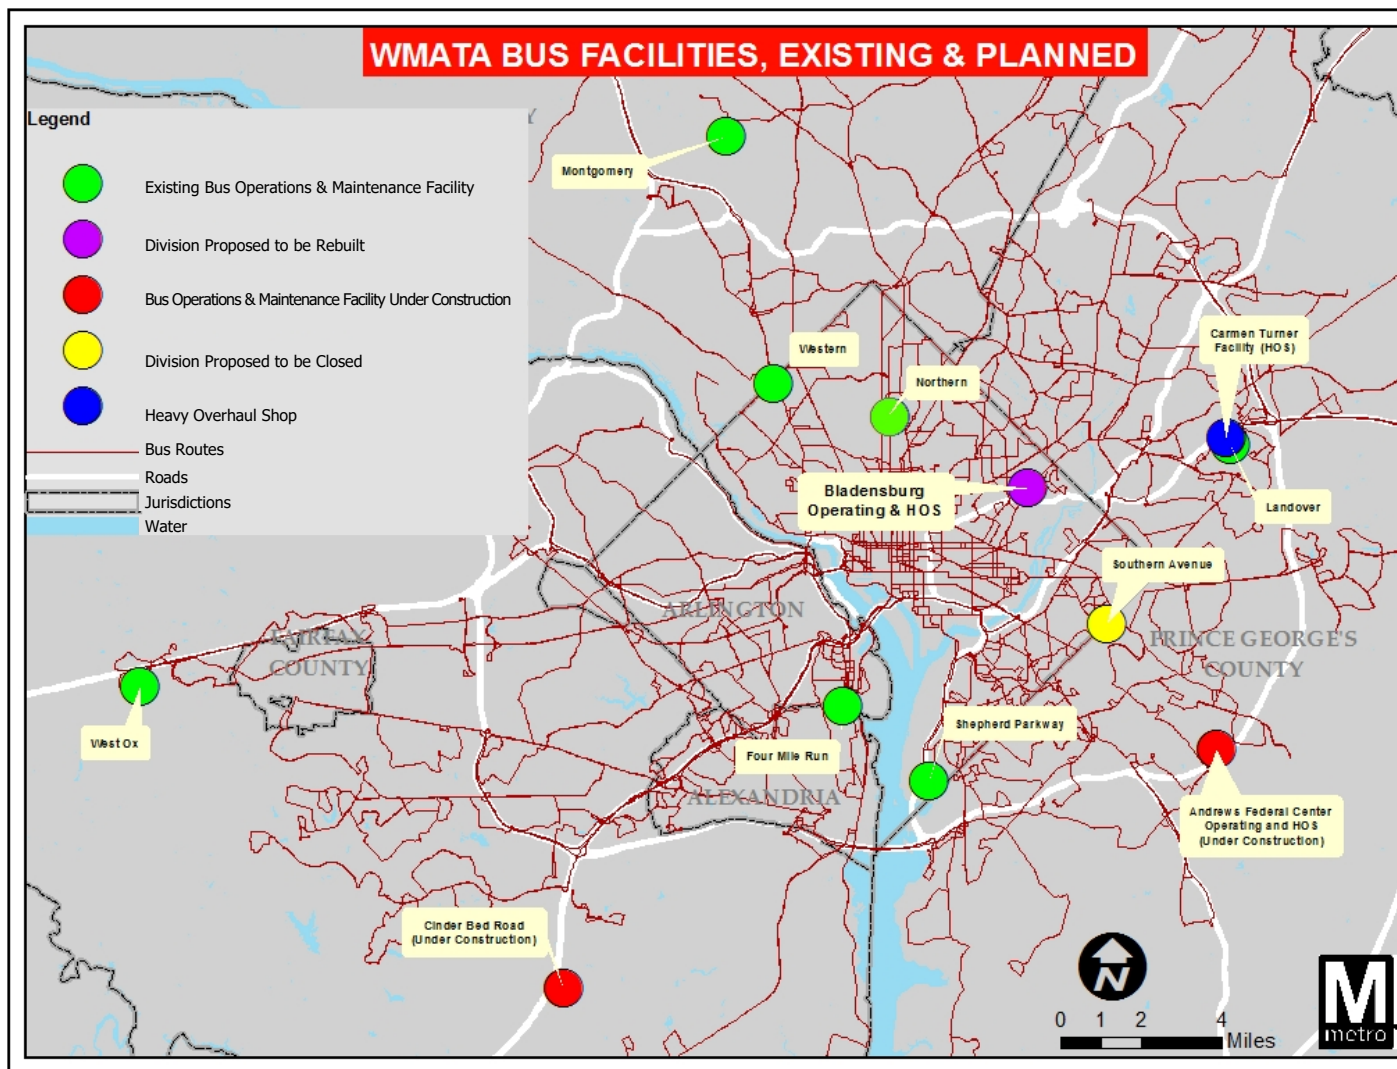 WMATA BUS FACILITIES, EXISTING & PLANNED
Y
Legend
Existing Bus Operations & Maintenance Facility
Division Proposed to be Rebuilt
Bus Operations & Maintenance Facility Under Construction
Division Proposed to be Closed
Heavy Overhaul Shop
Bus Routes
Roads
Jurisdictions
Water
Montgomery
Western
Northern
Carmen Turner
Facility (HOS)
Bladensburg
Operating & HOS
Landover
Southern Avenue
ARLINGTON
FAIRFAX
COUNTY
PRINCE GEORGE'S
COUNTY
West Ox
Four Mile Run
Shepherd Parkway
ALEXANDRIA
Andrews Federal Center
Operating and HOS
(Under Construction)
Cinder Bed Road
(Under Construction)
N
0 1 2 4
Miles
M
metro